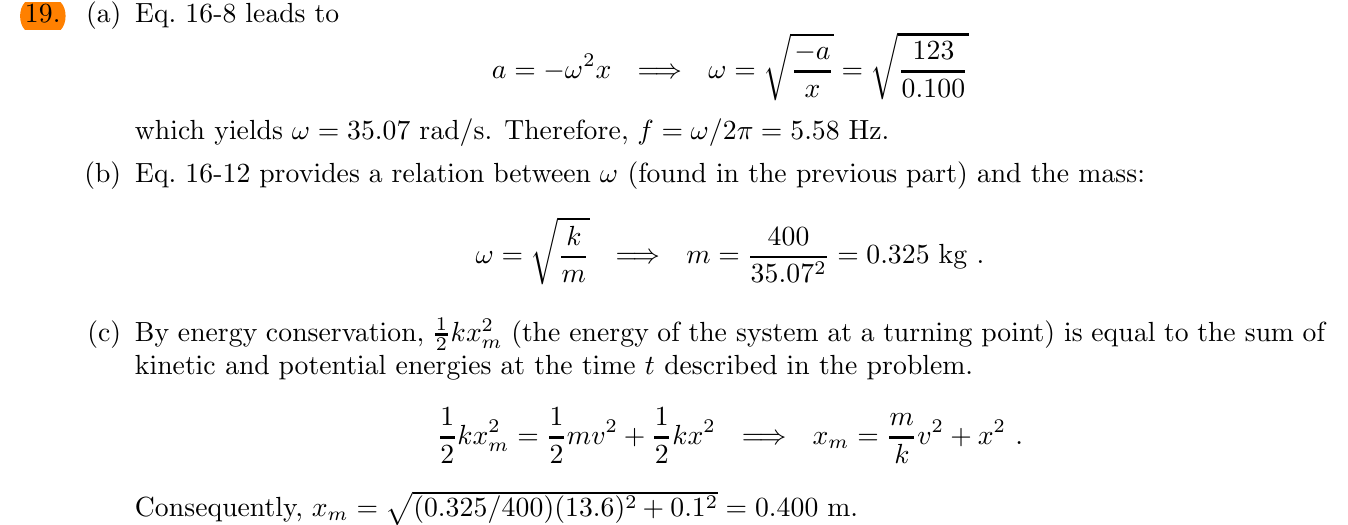 19. (a) Eq. 16-8 leads to
a = −ω²x ⟹ ω = √(−a/x) = √(123/0.100)
which yields ω = 35.07 rad/s. Therefore, f = ω/2π = 5.58 Hz.
(b) Eq. 16-12 provides a relation between ω (found in the previous part) and the mass:
ω = √(k/m) ⟹ m = 400/35.07² = 0.325 kg .
(c) By energy conservation, ½kxₘ² (the energy of the system at a turning point) is equal to the sum of
kinetic and potential energies at the time t described in the problem.
½kxₘ² = ½mv² + ½kx² ⟹ xₘ = m/k v² + x² .
Consequently, xₘ = √((0.325/400)(13.6)² + 0.1²) = 0.400 m.